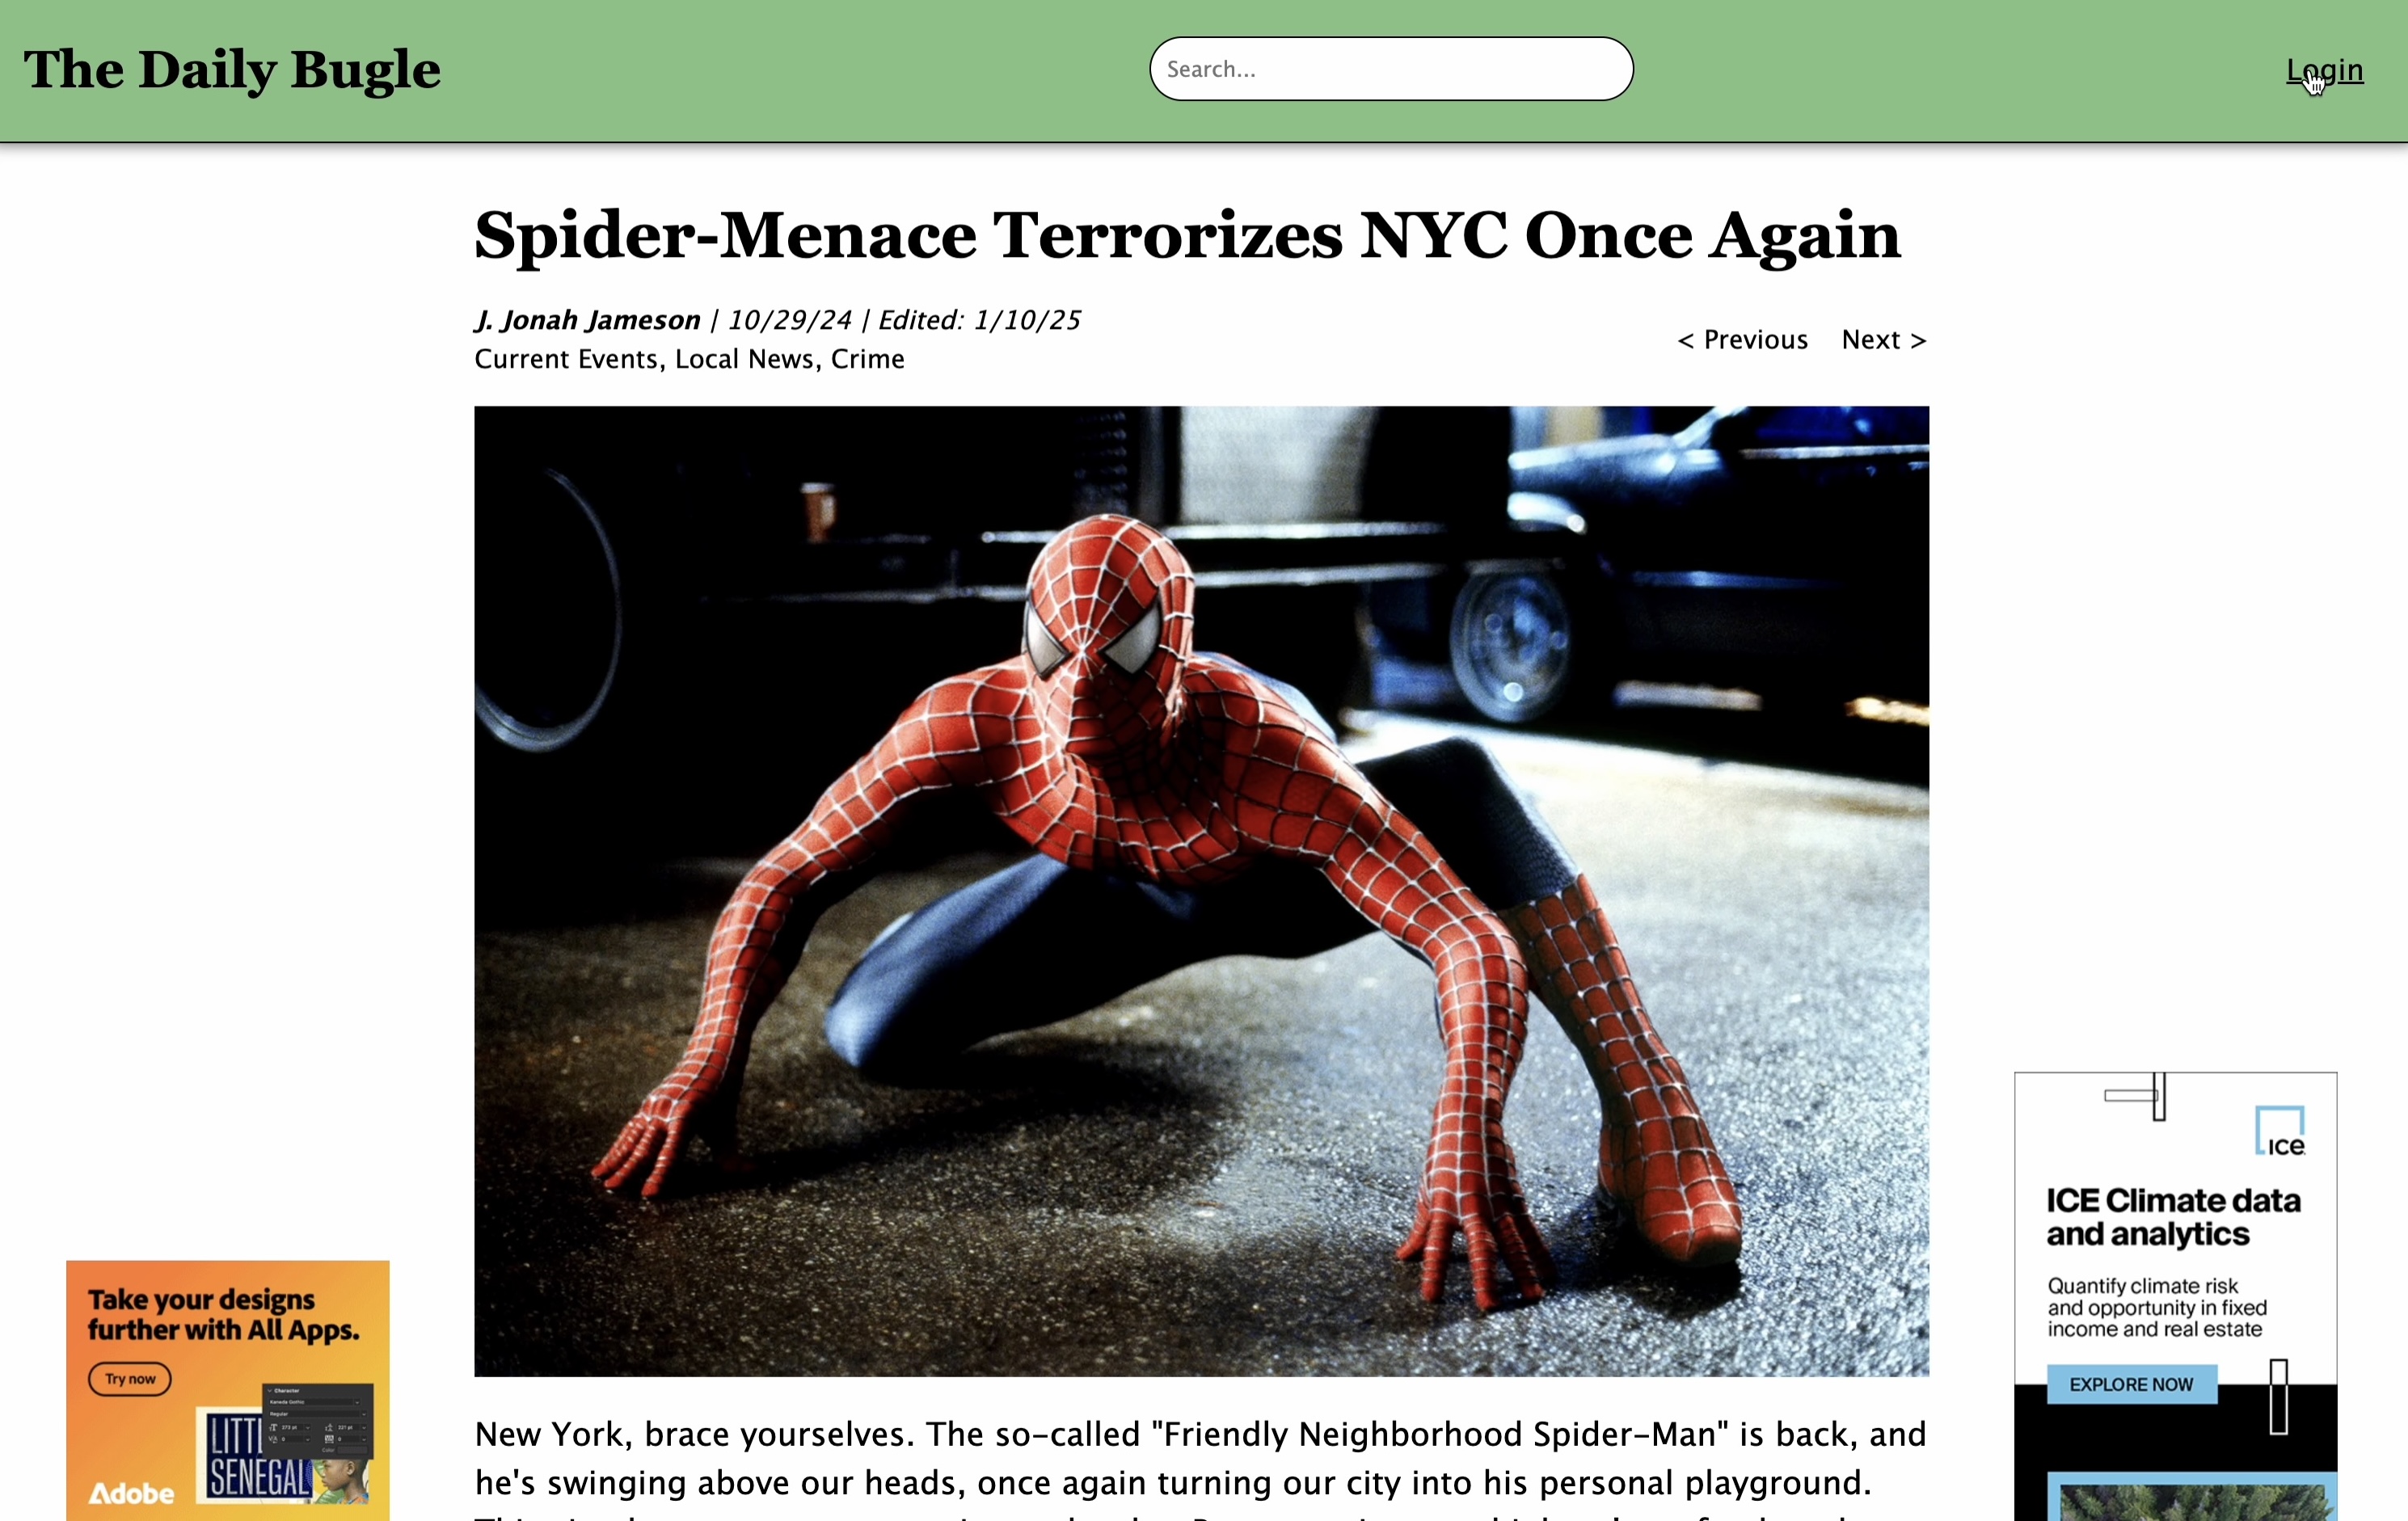 The Daily Bugle
Search...
Login
Spider-Menace Terrorizes NYC Once Again
J. Jonah Jameson | 10/29/24 | Edited: 1/10/25
Current Events, Local News, Crime
< Previous Next >
New York, brace yourselves. The so-called "Friendly Neighborhood Spider-Man" is back, and
he's swinging above our heads, once again turning our city into his personal playground.
Take your designs
further with All Apps.
Try now
Character
Regular
LITT
SENEGAL
Adobe
ICE
ICE Climate data
and analytics
Quantify climate risk
and opportunity in fixed
income and real estate
EXPLORE NOW